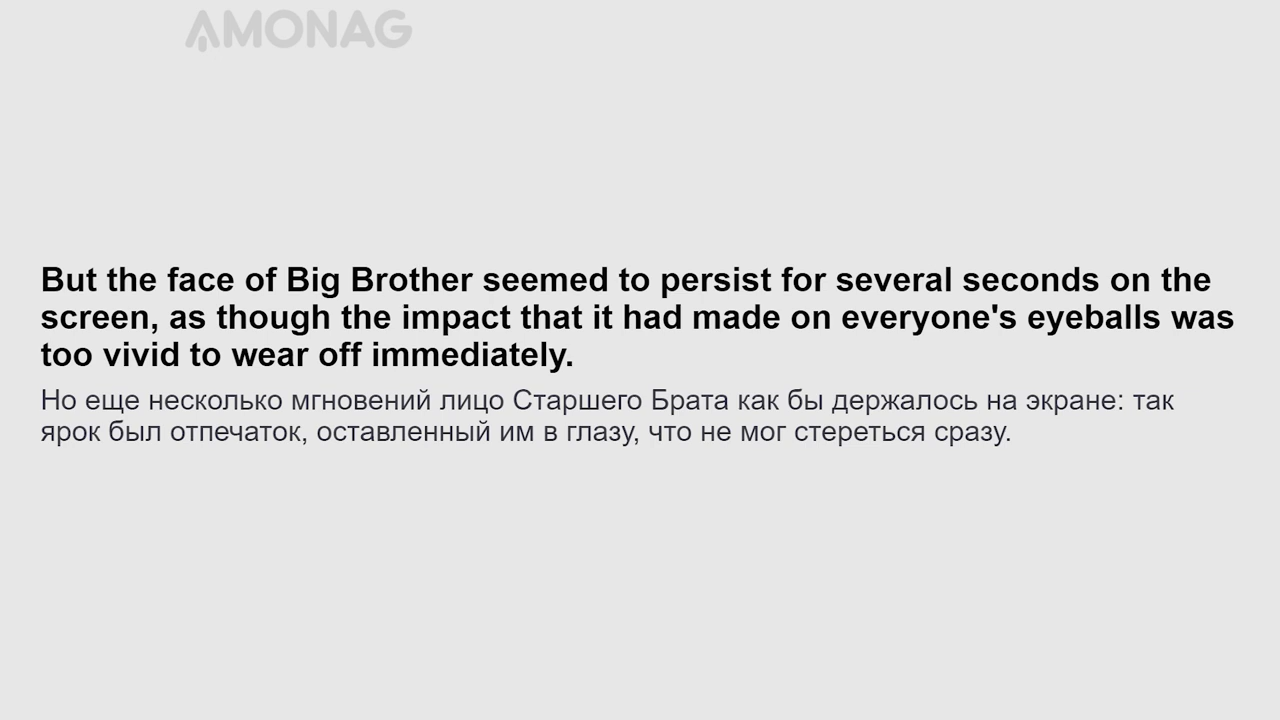 AMONAG
But the face of Big Brother seemed to persist for several seconds on the
screen, as though the impact that it had made on everyone's eyeballs was
too vivid to wear off immediately.
Но еще несколько мгновений лицо Старшего Брата как бы держалось на экране: так
ярок был отпечаток, оставленный им в глазу, что не мог стереться сразу.